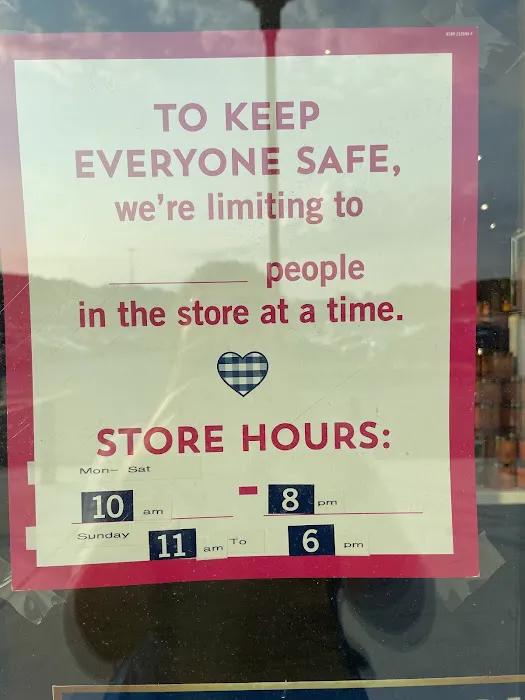 TO KEEP
EVERYONE SAFE,
we're limiting to
people
in the store at a time.
STORE HOURS:
Mon- Sat
10 am - 8 pm
Sunday 11 am To 6 pm